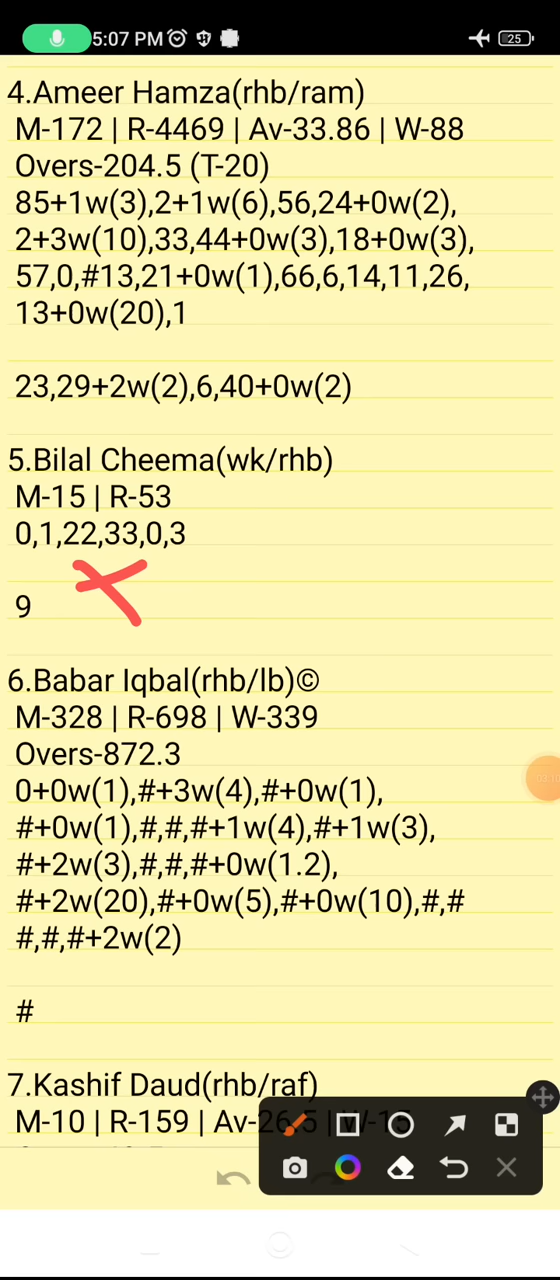 5:07 PM
25
4.Ameer Hamza(rhb/ram)
M-172 | R-4469 | Av-33.86 | W-88
Overs-204.5 (T-20)
85+1w(3),2+1w(6),56,24+0w(2),
2+3w(10),33,44+0w(3),18+0w(3),
57,0,#13,21+0w(1),66,6,14,11,26,
13+0w(20),1
23,29+2w(2),6,40+0w(2)
5.Bilal Cheema(wk/rhb)
M-15 | R-53
0,1,22,33,0,3
9
6.Babar Iqbal(rhb/lb)©
M-328 | R-698 | W-339
Overs-872.3
0+0w(1),#+3w(4),#+0w(1),
#+0w(1),#,#,#+1w(4),#+1w(3),
#+2w(3),#,#,#+0w(1.2),
#+2w(20),#+0w(5),#+0w(10),#,#
#,#,#+2w(2)
#
7.Kashif Daud(rhb/raf)
M-10 | R-159 | Av-26.5 | W-15